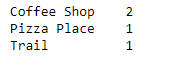 Coffee Shop    2
Pizza Place    1
Trail          1